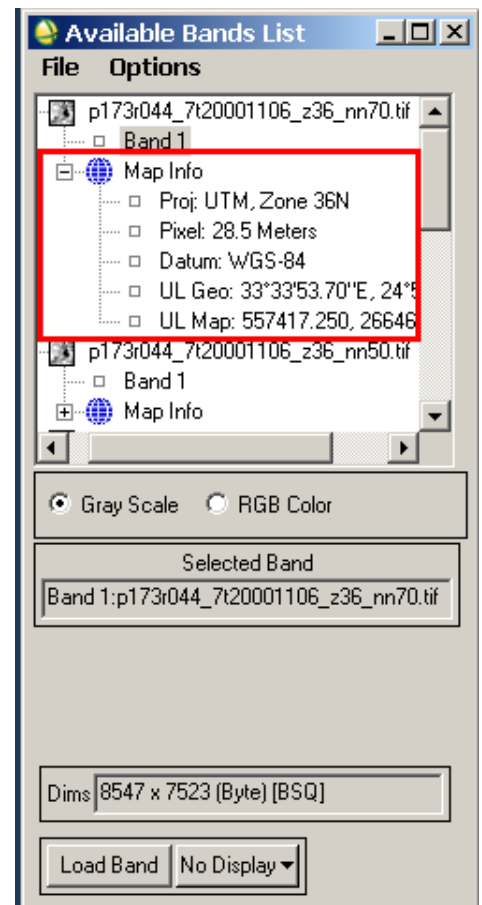 Available Bands List
File Options
p173r044_7t20001106_z36_nn70.tif
Band 1
Map Info
Proj: UTM, Zone 36N
Pixel: 28.5 Meters
Datum: WGS-84
UL Geo: 33°33'53.70"E, 24°5
UL Map: 557417.250, 26646
p173r044_7t20001106_z36_nn50.tif
Band 1
Map Info
Gray Scale RGB Color
Selected Band
Band 1:p173r044_7t20001106_z36_nn70.tif
Dims 8547 x 7523 (Byte) [BSQ]
Load Band No Display